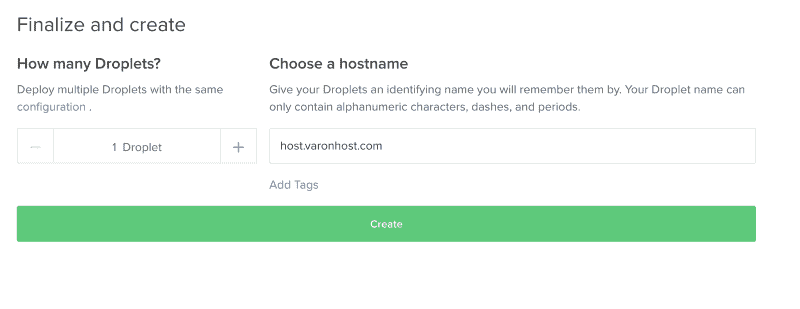 Finalize and create
How many Droplets?
Deploy multiple Droplets with the same
configuration .
1 Droplet
Choose a hostname
Give your Droplets an identifying name you will remember them by. Your Droplet name can
only contain alphanumeric characters, dashes, and periods.
host.varonhost.com
Add Tags
Create